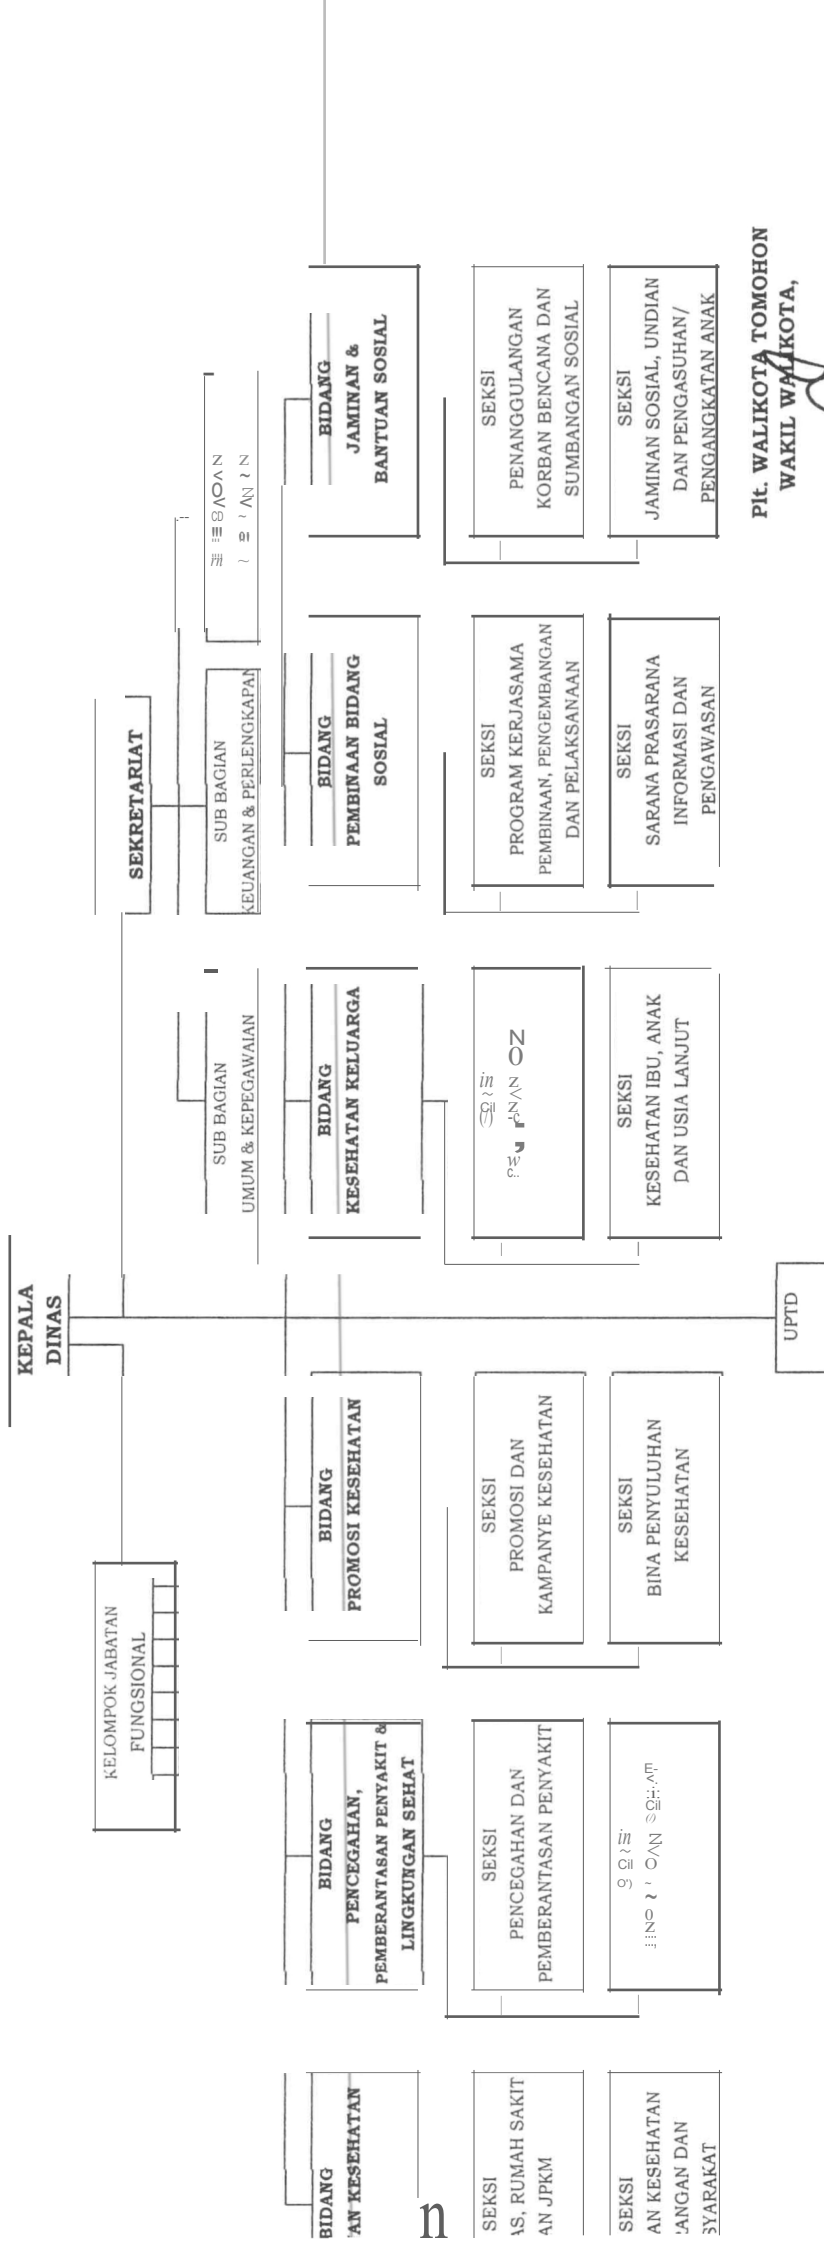 KEPALA
DINAS
KELOMPOK JABATAN
FUNGSIONAL
SEKRETARIAT
SUB BAGIAN
UMUM & KEPEGAWAIAN
SUB BAGIAN
KEUANGAN & PERLENGKAPAN
BIDANG
AN KESEHATAN
BIDANG
PENCEGAHAN,
PEMBERANTASAN PENYAKIT &
LINGKUNGAN SEHAT
BIDANG
PROMOSI KESEHATAN
BIDANG
KESEHATAN KELUARGA
BIDANG
PEMBINAAN BIDANG
SOSIAL
BIDANG
JAMINAN &
BANTUAN SOSIAL
n
SEKSI
AS, RUMAH SAKIT
AN JPKM
SEKSI
PENCEGAHAN DAN
PEMBERANTASAN PENYAKIT
SEKSI
PROMOSI DAN
KAMPANYE KESEHATAN
SEKSI
PROGRAM KERJASAMA
PEMBINAAN, PENGEMBANGAN
DAN PELAKSANAAN
SEKSI
PENANGGULANGAN
KORBAN BENCANA DAN
SUMBANGAN SOSIAL
SEKSI
AN KESEHATAN
ANGAN DAN
SYARAKAT
SEKSI
BINA PENYULUHAN
KESEHATAN
SEKSI
KESEHATAN IBU, ANAK
DAN USIA LANJUT
SEKSI
SARANA PRASARANA
INFORMASI DAN
PENGAWASAN
SEKSI
JAMINAN SOSIAL, UNDIAN
DAN PENGASUHAN/
PENGANGKATAN ANAK
UPTD
Plt. WALIKOTA TOMOHON
WAKIL WALIKOTA,